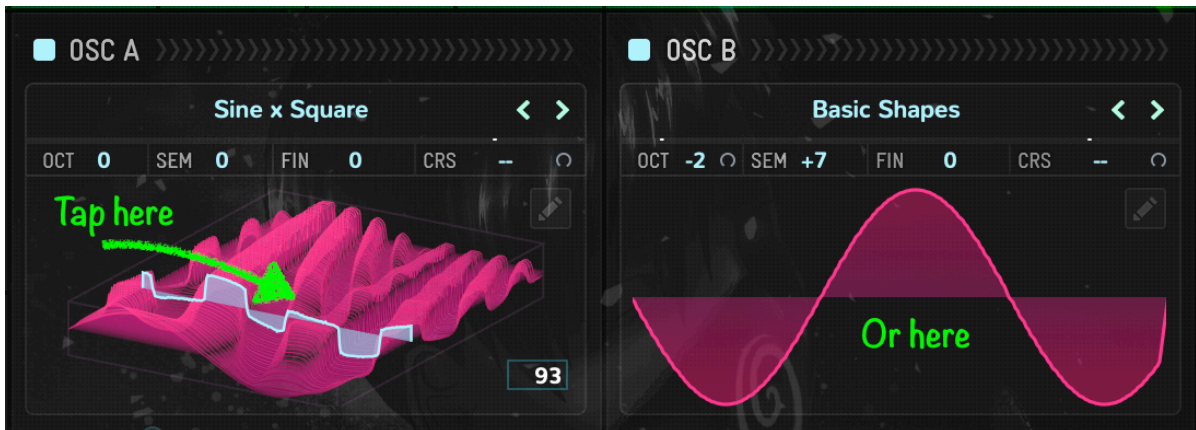 OSC A
OSC B
Sine x Square
Basic Shapes
OCT 0 SEM 0 FIN 0 CRS --
OCT -2 SEM +7 FIN 0 CRS --
Tap here
Or here
93